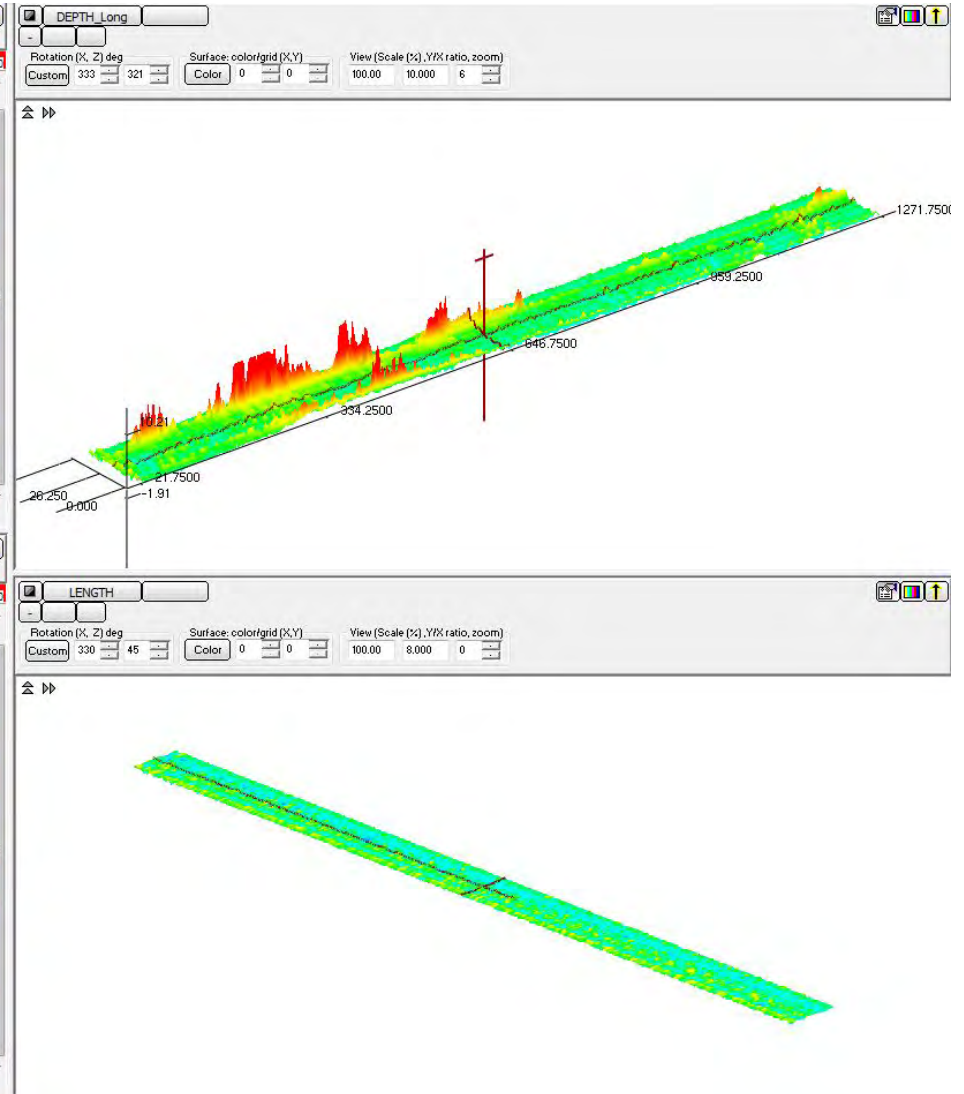 DEPTH_Long
-
Rotation (X, Z) deg Surface: color/grid (X,Y) View (Scale (%) ,Y/X ratio, zoom)
Custom 333 321 Color 0 0 100.00 10.000 6
1271.7500
959.2500
646.7500
334.2500
10.21
21.7500
-1.91
26.250
0.000
LENGTH
-
Rotation (X, Z) deg Surface: color/grid (X,Y) View (Scale (%) ,Y/X ratio, zoom)
Custom 330 45 Color 0 0 100.00 8.000 0